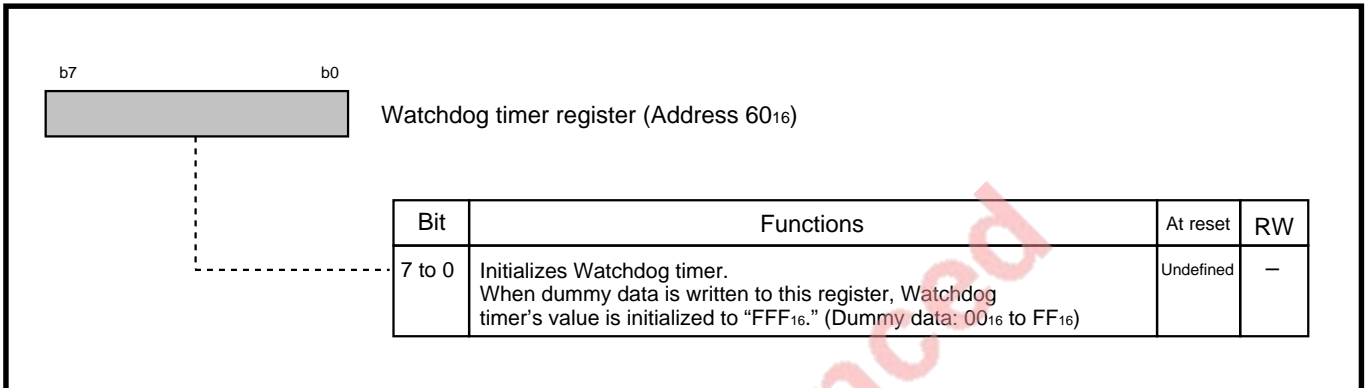 b7 b0
Watchdog timer register (Address 60₁₆)
Bit Functions At reset RW
7 to 0 Initializes Watchdog timer. Undefined –
When dummy data is written to this register, Watchdog
timer's value is initialized to “FFF₁₆.” (Dummy data: 00₁₆ to FF₁₆)